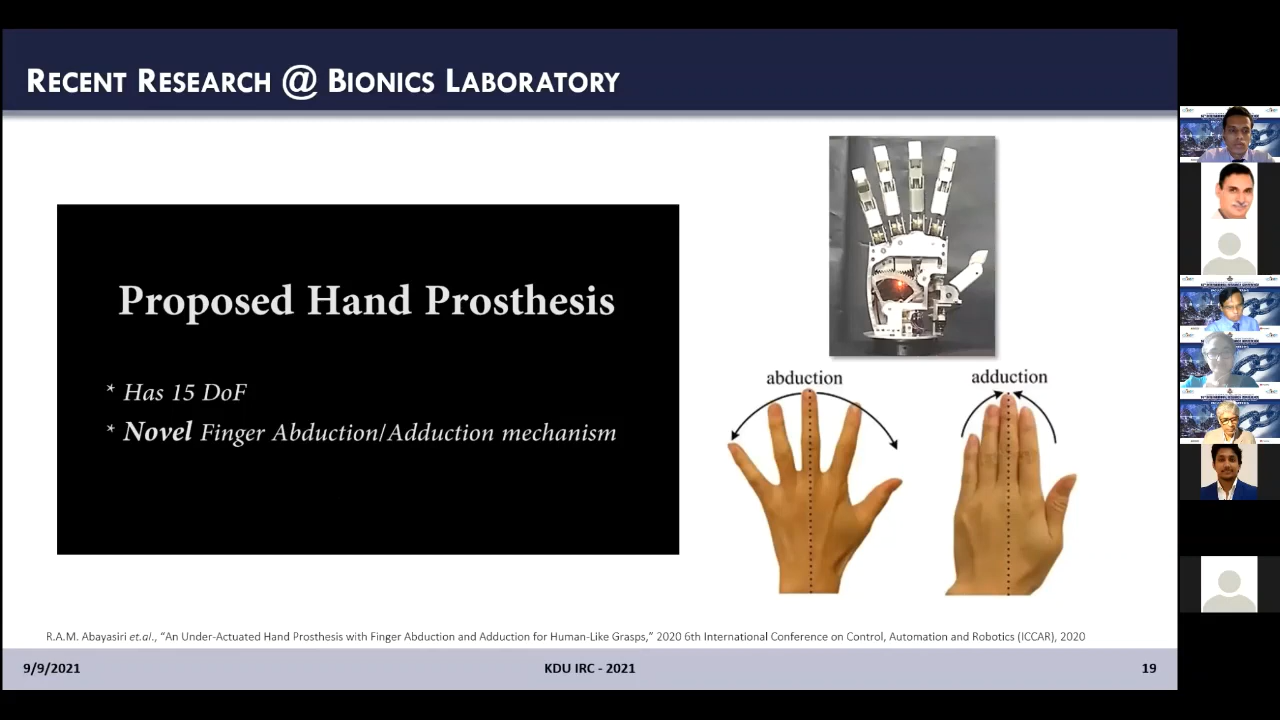 RECENT RESEARCH @ BIONICS LABORATORY
Proposed Hand Prosthesis
* Has 15 DoF
* Novel Finger Abduction/Adduction mechanism
abduction
adduction
R.A.M. Abayasiri et.al., “An Under-Actuated Hand Prosthesis with Finger Abduction and Adduction for Human-Like Grasps,” 2020 6th International Conference on Control, Automation and Robotics (ICCAR), 2020
9/9/2021
KDU IRC - 2021
19